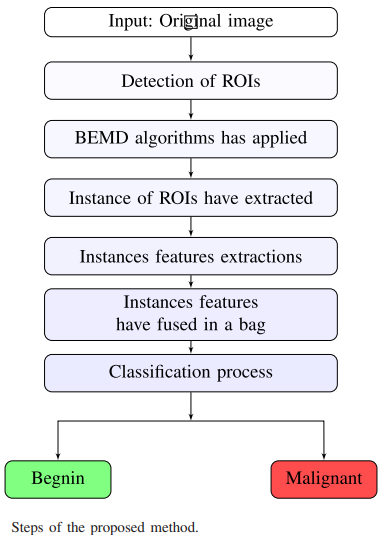 Input: Original image
Detection of ROIs
BEMD algorithms has applied
Instance of ROIs have extracted
Instances features extractions
Instances features
have fused in a bag
Classification process
Begnin
Malignant
Steps of the proposed method.